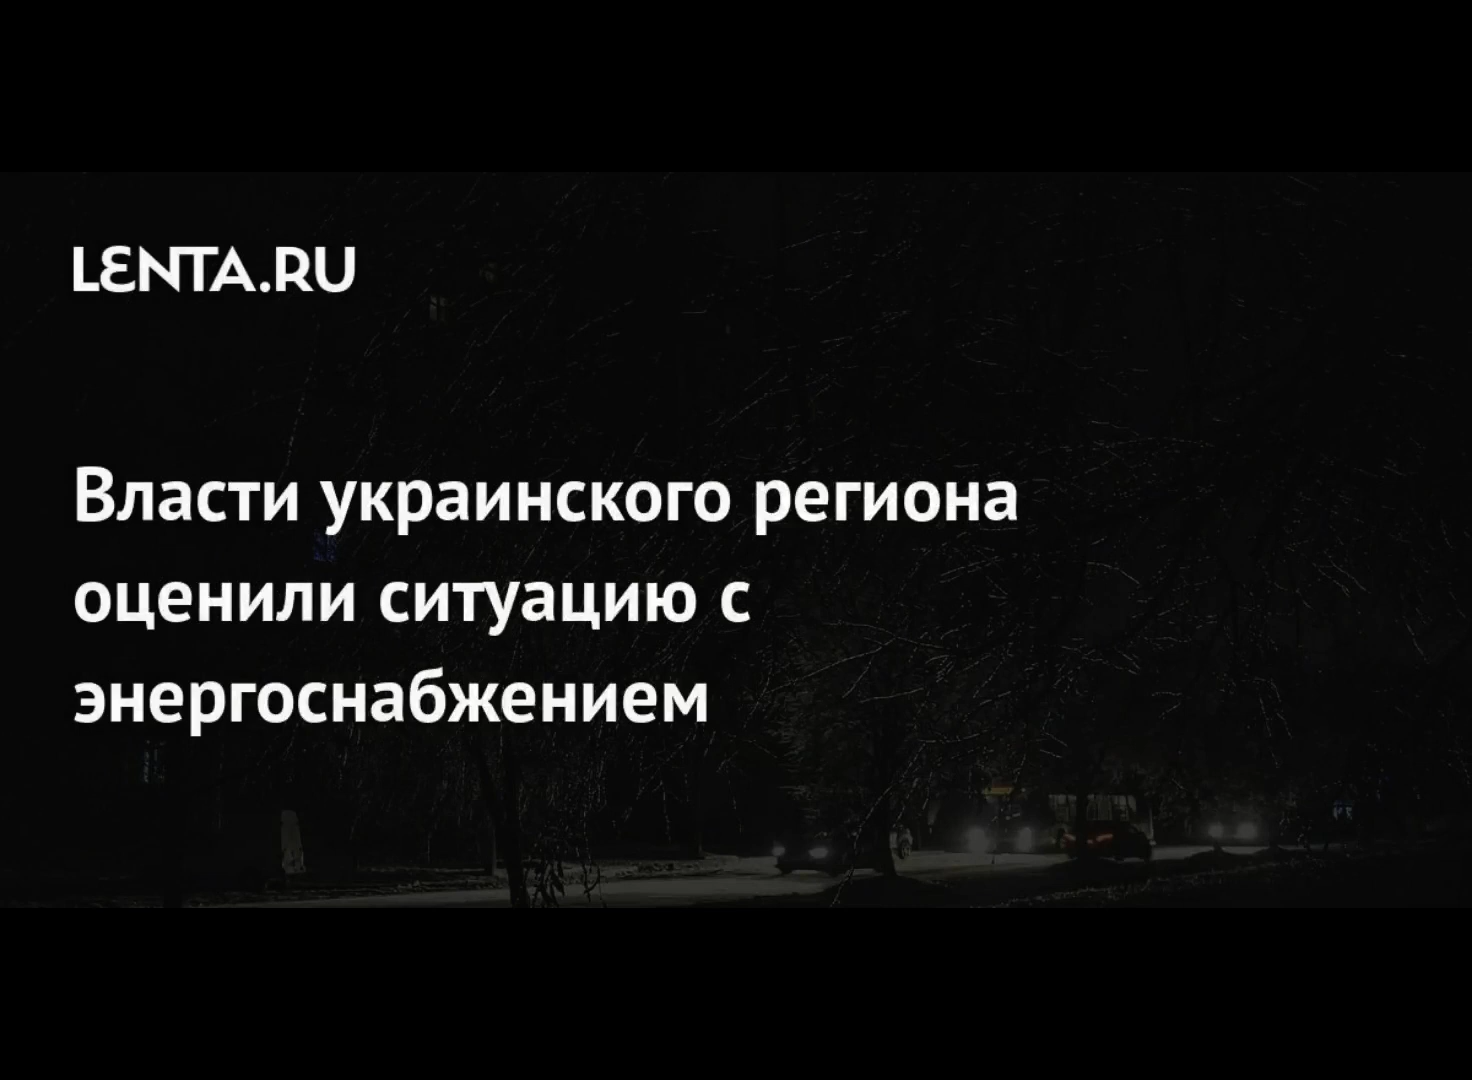 LENTA.RU
Власти украинского региона
оценили ситуацию с
энергоснабжением